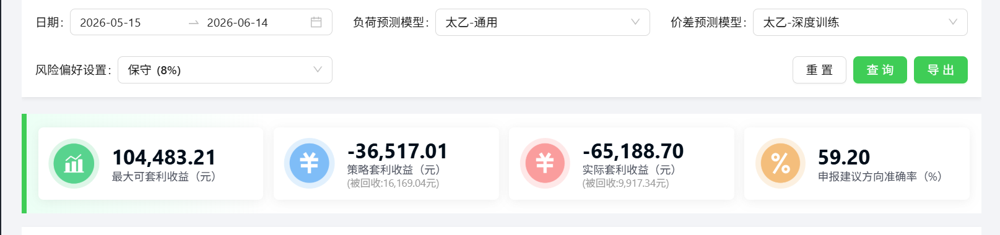 日期： 2026-05-15 → 2026-06-14 负荷预测模型： 太乙-通用 价差预测模型： 太乙-深度训练
风险偏好设置： 保守 (8%) 重 置 查 询 导 出
104,483.21
最大可套利收益（元）
-36,517.01
策略套利收益（元）
(被回收:16,169.04元)
-65,188.70
实际套利收益（元）
(被回收:9,917.34元)
59.20
申报建议方向准确率（%）